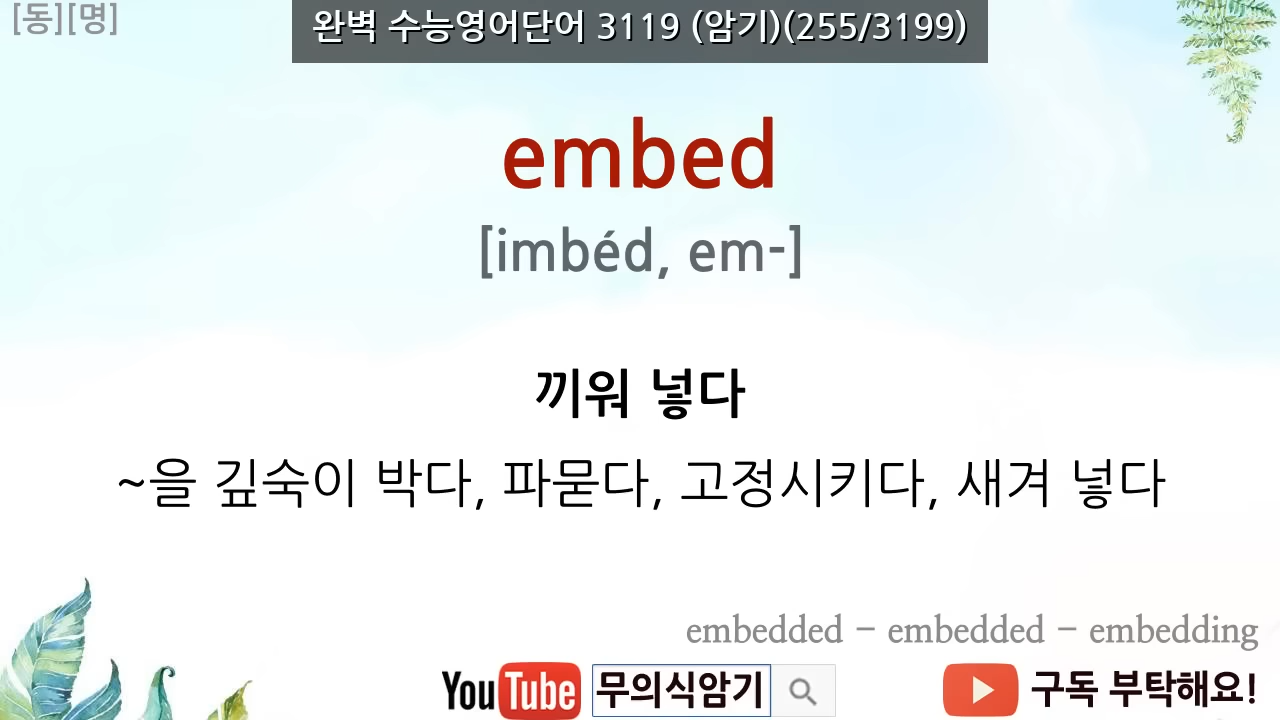 [동][명]
완벽 수능영어단어 3119 (암기)(255/3199)
embed
[imbéd, em-]
끼워 넣다
~을 깊숙이 박다, 파묻다, 고정시키다, 새겨 넣다
embedded - embedded - embedding
YouTube 무의식암기 구독 부탁해요!